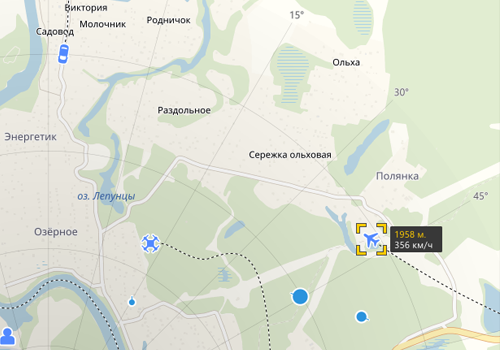 Виктория
Молочник
Родничок
15°
Садовод
Ольха
30°
Раздольное
Энергетик
Сережка ольховая
Полянка
оз. Лепунцы
45°
Озёрное
1958 м.
356 км/ч